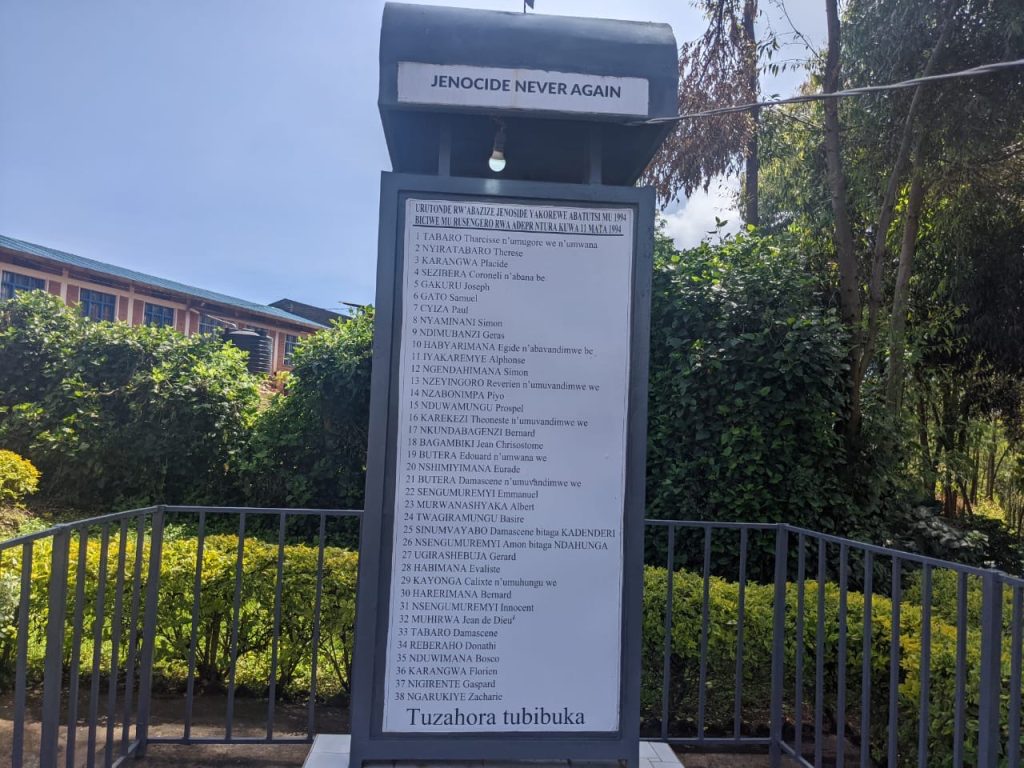 JENOCIDE NEVER AGAIN
URUTONDE RW'ABAZIZE JENOSIDE YAKOREWE ABATUTSI MU 1994
BICIWE MU RUSENGERO RWA ADEPR NTURA KUWA 11 MATA 1994
1 TABARO Tharcisse n'umugore we n'umwana
2 NYIRATABARO Therese
3 KARANGWA Placide
4 SEZIBERA Coroneli n'abana be
5 GAKURU Joseph
6 GATO Samuel
7 CYIZA Paul
8 NYAMINANI Simon
9 NDIMUBANZI Geras
10 HABYARIMANA Egide n'abavandimwe be
11 IYAKAREMYE Alphonse
12 NGENDAHIMANA Simon
13 NZEYINGORO Reverien n'umuvandimwe we
14 NZABONIMPA Piyo
15 NDUWAMUNGU Prospel
16 KAREKEZI Theoneste n'umuvandimwe we
17 NKUNDABAGENZI Bernard
18 BAGAMBIKI Jean Chrisostome
19 BUTERA Edouard n'umwana we
20 NSHIMIYIMANA Eurade
21 BUTERA Damascene n'umuvandimwe we
22 SENGUMUREMYI Emmanuel
23 MURWANASHYAKA Albert
24 TWAGIRAMUNGU Basire
25 SINUMVAYABO Damascene bitaga KADENDERI
26 NSENGUMUREMYI Amon bitaga NDAHUNGA
27 UGIRASHEBUJA Gerard
28 HABIMANA Evaliste
29 KAYONGA Calixte n'umuhungu we
30 HARERIMANA Bernard
31 NSENGUMUREMYI Innocent
32 MUHIRWA Jean de Dieu
33 TABARO Damascene
34 REBERAHO Donathi
35 NDUWIMANA Bosco
36 KARANGWA Florien
37 NIGIRENTE Gaspard
38 NGARUKIYE Zacharie
Tuzahora tubibuka